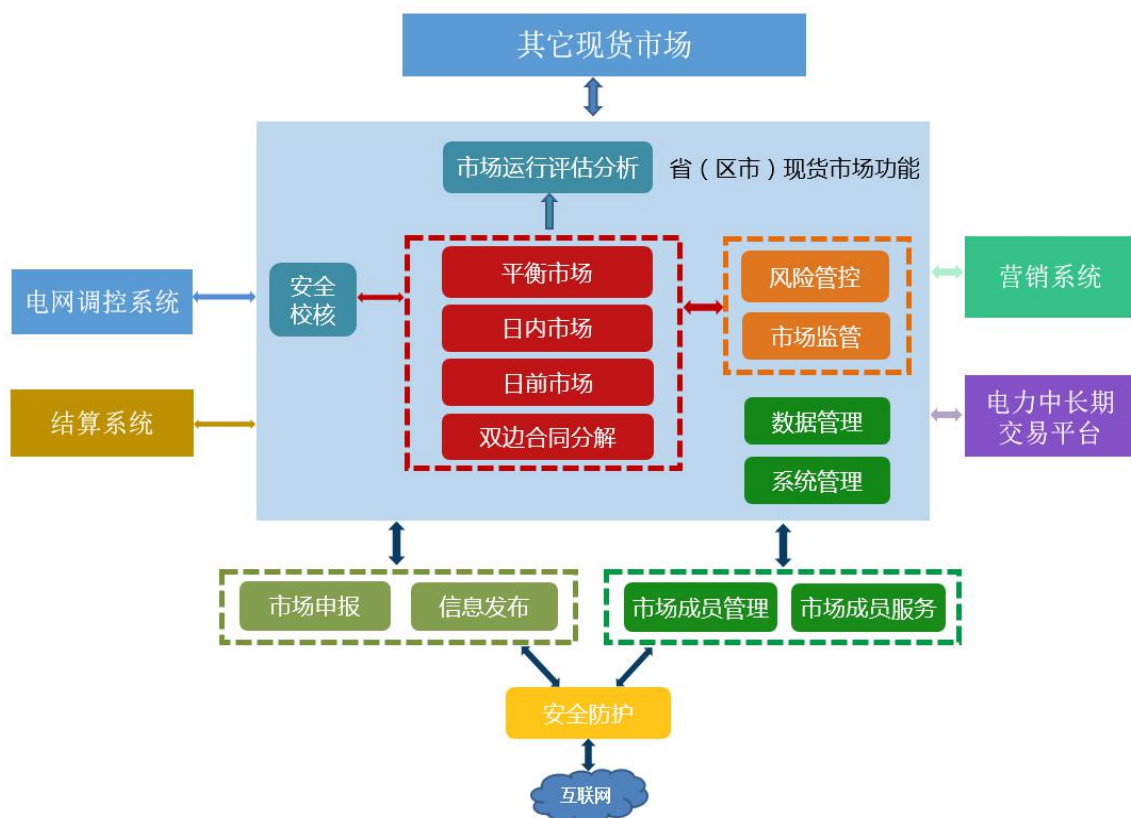 其它现货市场
市场运行评估分析
省（区市）现货市场功能
电网调控系统
结算系统
安全
校核
平衡市场
日内市场
日前市场
双边合同分解
风险管控
市场监管
数据管理
系统管理
营销系统
电力中长期
交易平台
市场申报
信息发布
市场成员管理
市场成员服务
安全防护
互联网